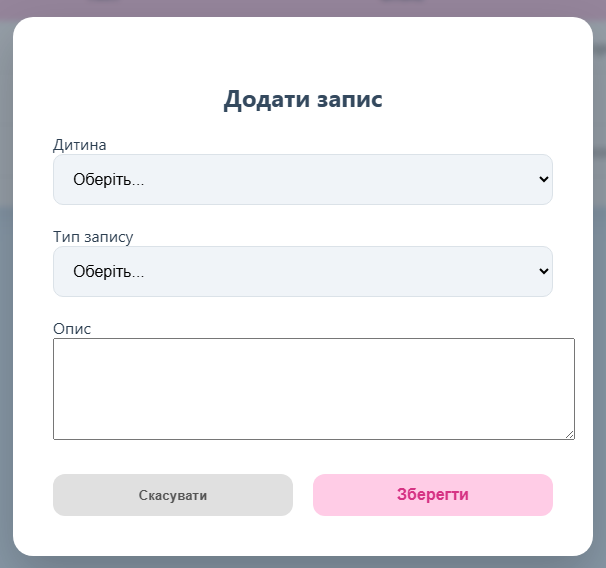 Додати запис
Дитина
Оберіть...
Тип запису
Оберіть...
Опис
Скасувати
Зберегти